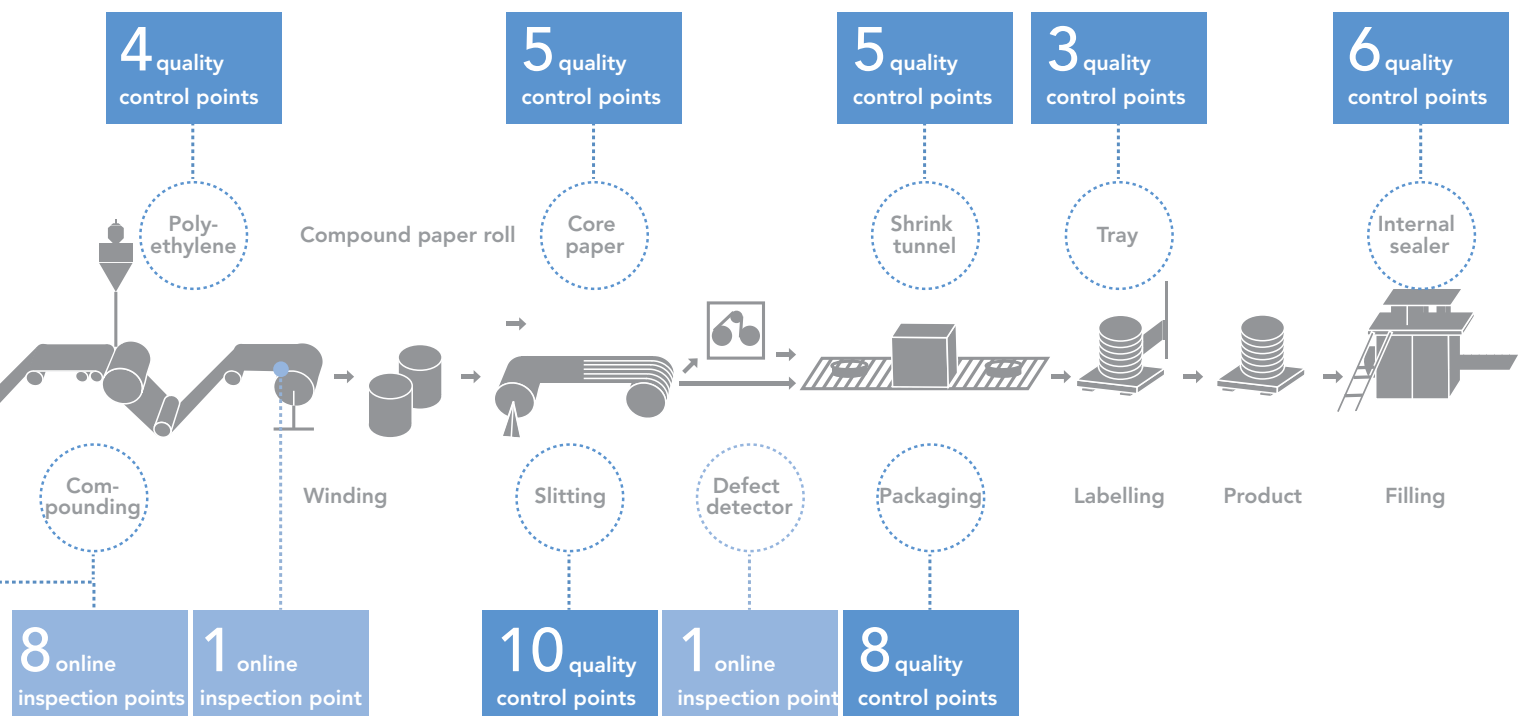 4 quality
control points
5 quality
control points
5 quality
control points
3 quality
control points
6 quality
control points
Poly-
ethylene
Compound paper roll
Core
paper
Shrink
tunnel
Tray
Internal
sealer
Com-
pounding
Winding
Slitting
Defect
detector
Packaging
Labelling
Product
Filling
8 online
inspection points
1 online
inspection point
10 quality
control points
1 online
inspection point
8 quality
control points